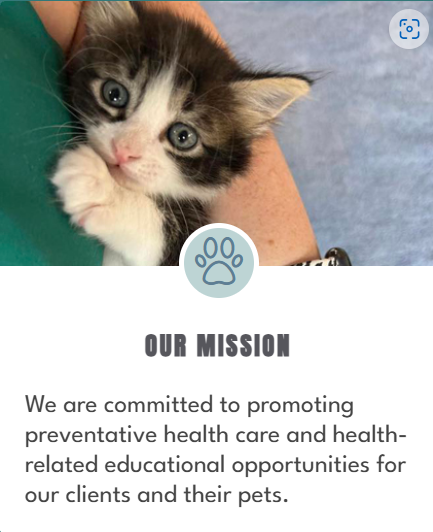 OUR MISSION
We are committed to promoting
preventative health care and health-
related educational opportunities for
our clients and their pets.